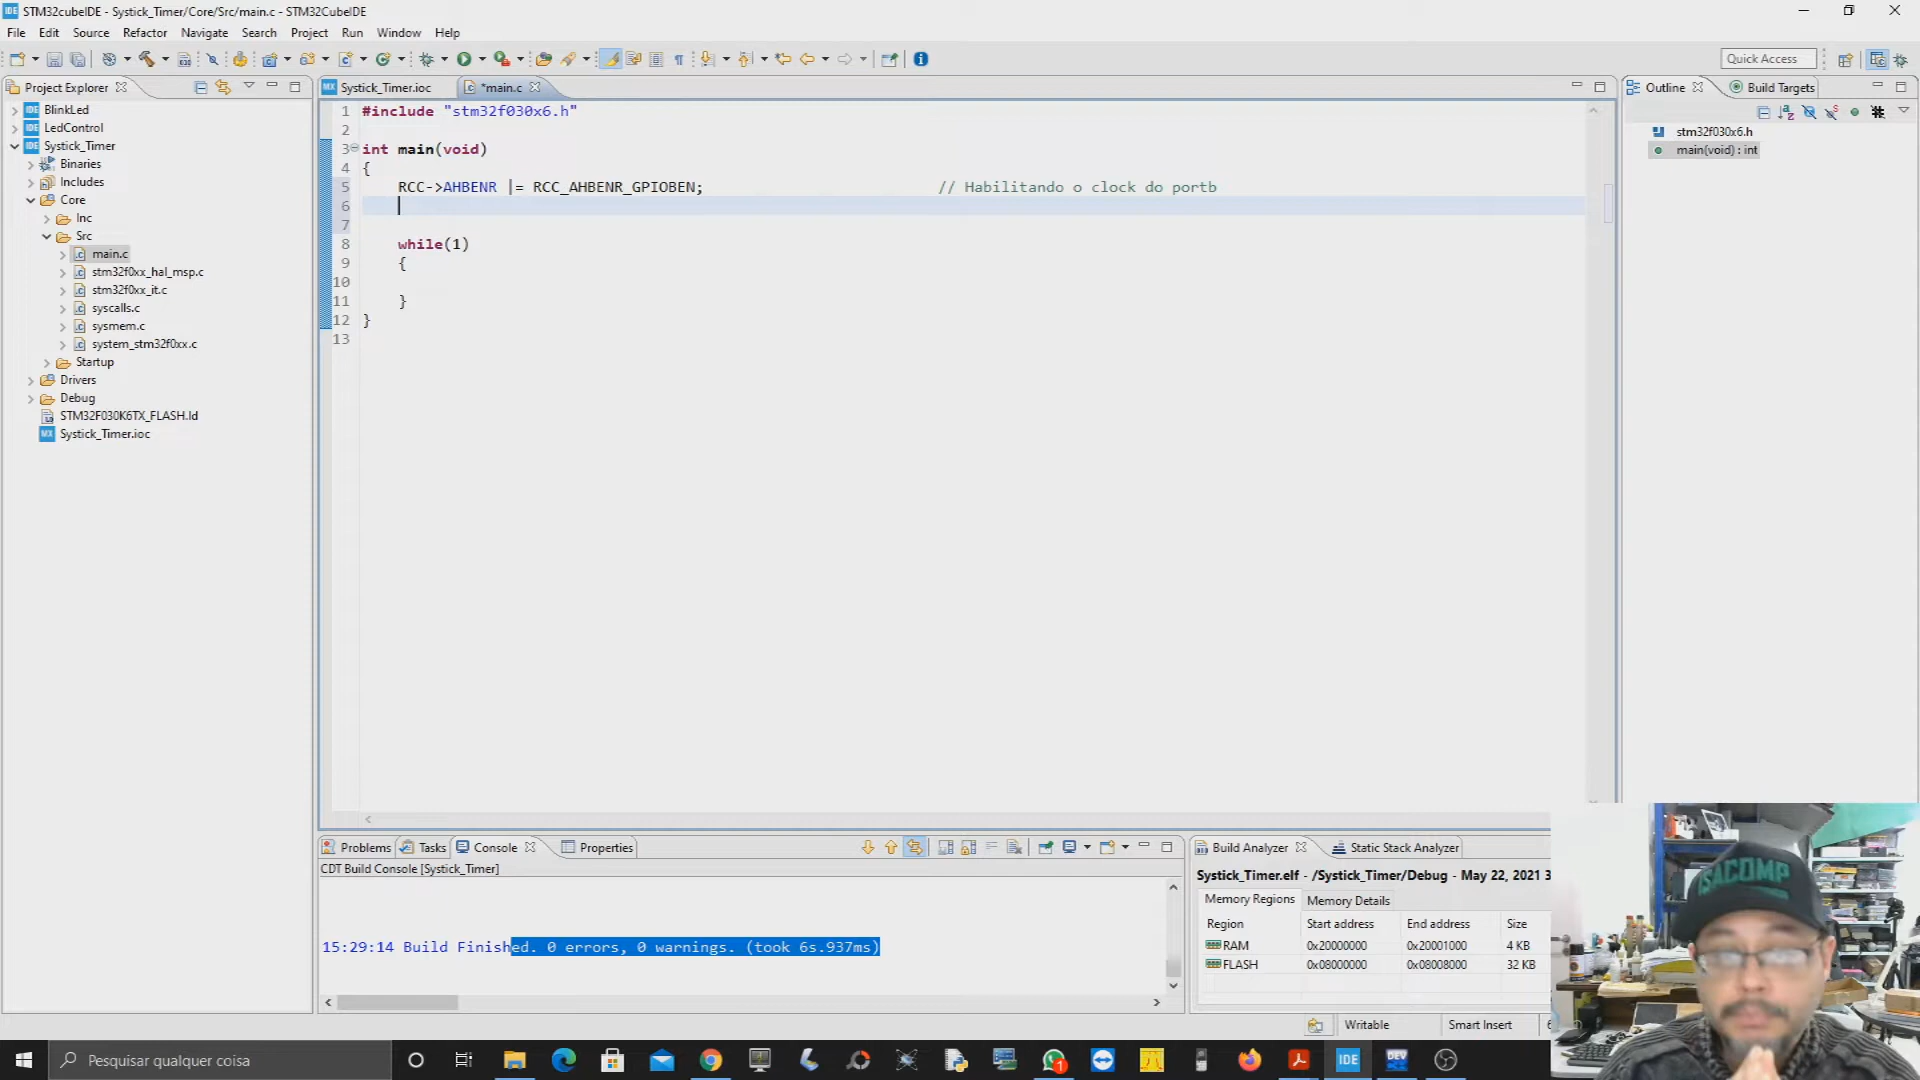 STM32cubeIDE - Systick_Timer/Core/Src/main.c - STM32CubeIDE
File Edit Source Refactor Navigate Search Project Run Window Help
Quick Access
Project Explorer
BlinkLed
LedControl
Systick_Timer
Binaries
Includes
Core
Inc
Src
main.c
stm32f0xx_hal_msp.c
stm32f0xx_it.c
syscalls.c
sysmem.c
system_stm32f0xx.c
Startup
Drivers
Debug
STM32F030K6TX_FLASH.ld
Systick_Timer.ioc
Systick_Timer.ioc *main.c
1 #include "stm32f030x6.h"
2
3 int main(void)
4 {
5 RCC->AHBENR |= RCC_AHBENR_GPIOBEN; // Habilitando o clock do portb
6
7
8 while(1)
9 {
10
11 }
12 }
13
Outline Build Targets
stm32f030x6.h
main(void) : int
Problems Tasks Console Properties
CDT Build Console [Systick_Timer]
15:29:14 Build Finished. 0 errors, 0 warnings. (took 6s.937ms)
Build Analyzer Static Stack Analyzer
Systick_Timer.elf - /Systick_Timer/Debug - May 22, 2021 3
Memory Regions Memory Details
Region Start address End address Size
RAM 0x20000000 0x20001000 4 KB
FLASH 0x08000000 0x08008000 32 KB
Writable Smart Insert
ISACOMP
Pesquisar qualquer coisa
1
IDE
DEV